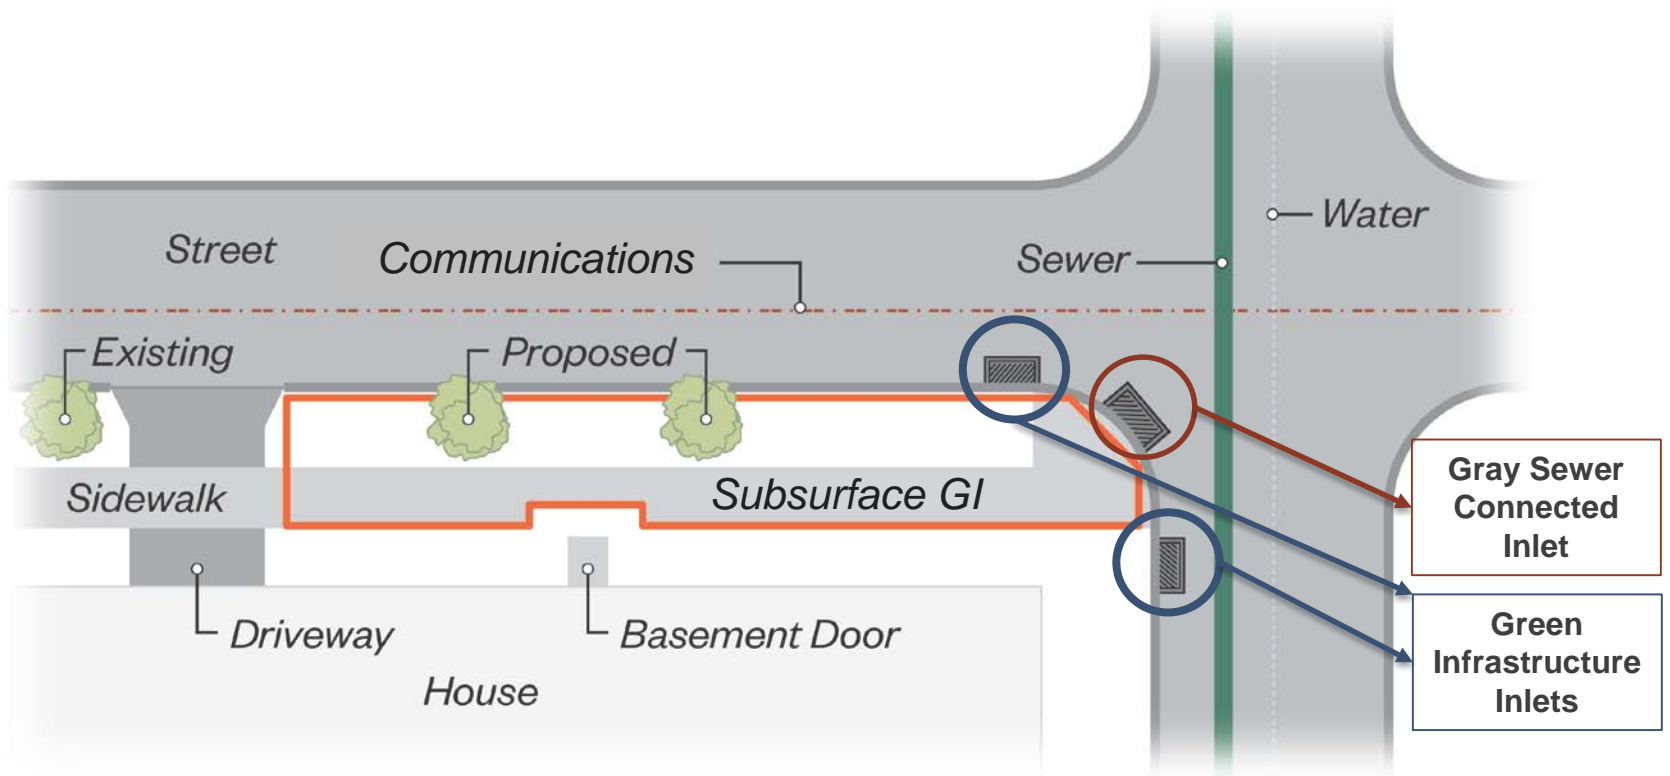 Water
Street
Communications
Sewer
Existing
Proposed
Sidewalk
Subsurface GI
Gray Sewer
Connected
Inlet
Driveway
Basement Door
Green
Infrastructure
Inlets
House